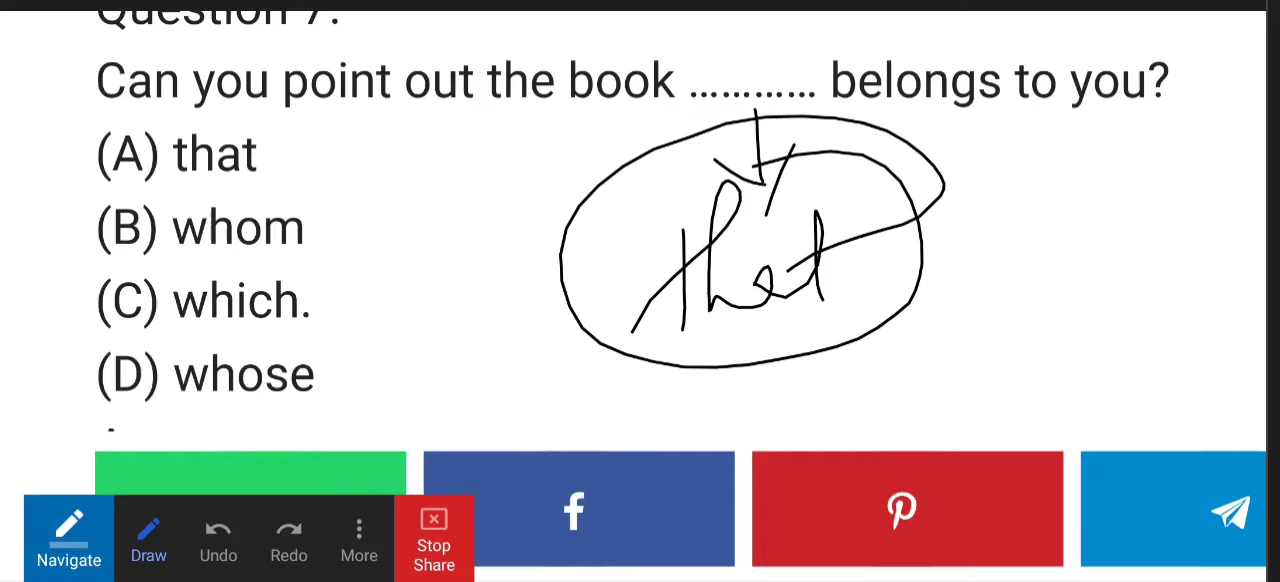 Question 7.
Can you point out the book ............ belongs to you?
(A) that
(B) whom
(C) which.
(D) whose
that
f
Navigate
Draw
Undo
Redo
More
Stop
Share